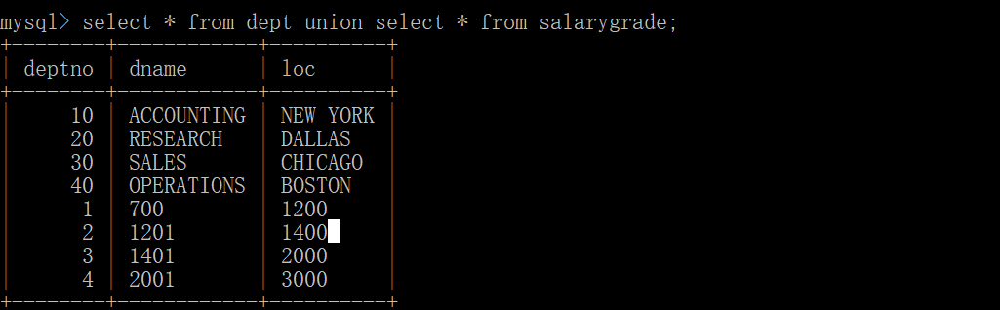 mysql> select * from dept union select * from salarygrade;
+--------+------------+----------+
| deptno | dname      | loc      |
+--------+------------+----------+
|     10 | ACCOUNTING | NEW YORK |
|     20 | RESEARCH   | DALLAS   |
|     30 | SALES      | CHICAGO  |
|     40 | OPERATIONS | BOSTON   |
|      1 | 700        | 1200     |
|      2 | 1201       | 1400     |
|      3 | 1401       | 2000     |
|      4 | 2001       | 3000     |
+--------+------------+----------+